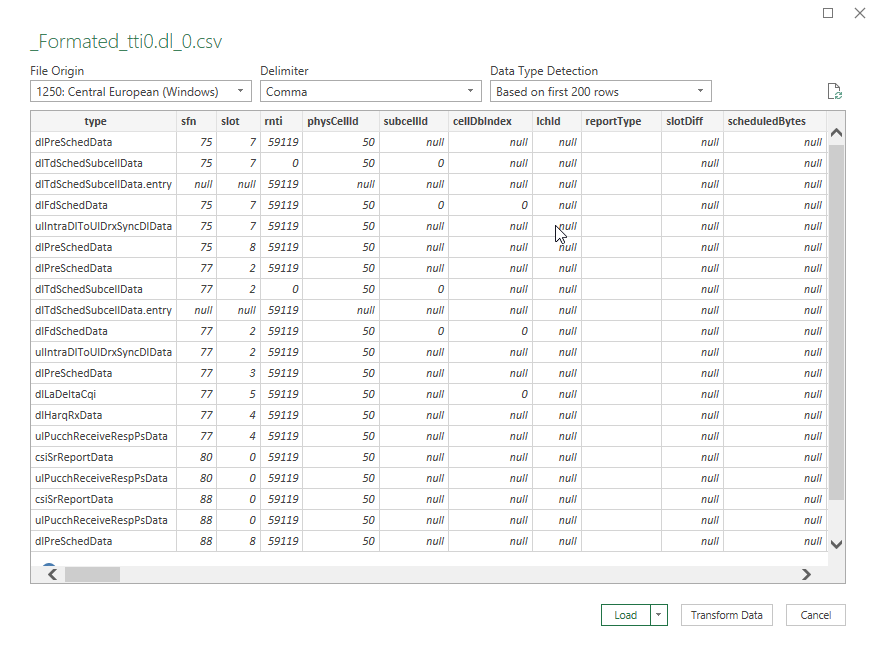 _Formated_tti0.dl_0.csv
File Origin Delimiter Data Type Detection
1250: Central European (Windows) Comma Based on first 200 rows
type sfn slot rnti physCellId subcellId cellDbIndex lchId reportType slotDiff scheduledBytes
dlPreSchedData 75 7 59119 50 null null null null null
dlTdSchedSubcellData 75 7 0 50 0 null null null null
dlTdSchedSubcellData.entry null null 59119 null null null null null null
dlFdSchedData 75 7 59119 50 0 0 null null null
ulIntraDlToUlDrxSyncDlData 75 7 59119 50 null null null null null
dlPreSchedData 75 8 59119 50 null null null null null
dlPreSchedData 77 2 59119 50 null null null null null
dlTdSchedSubcellData 77 2 0 50 0 null null null null
dlTdSchedSubcellData.entry null null 59119 null null null null null null
dlFdSchedData 77 2 59119 50 0 0 null null null
ulIntraDlToUlDrxSyncDlData 77 2 59119 50 null null null null null
dlPreSchedData 77 3 59119 50 null null null null null
dlLaDeltaCqi 77 5 59119 50 null 0 null null null
dlHarqRxData 77 4 59119 50 null null null null null
ulPucchReceiveRespPsData 77 4 59119 50 null null null null null
csiSrReportData 80 0 59119 50 null null null null null
ulPucchReceiveRespPsData 80 0 59119 50 null null null null null
csiSrReportData 88 0 59119 50 null null null null null
ulPucchReceiveRespPsData 88 0 59119 50 null null null null null
dlPreSchedData 88 8 59119 50 null null null null null
Load Transform Data Cancel